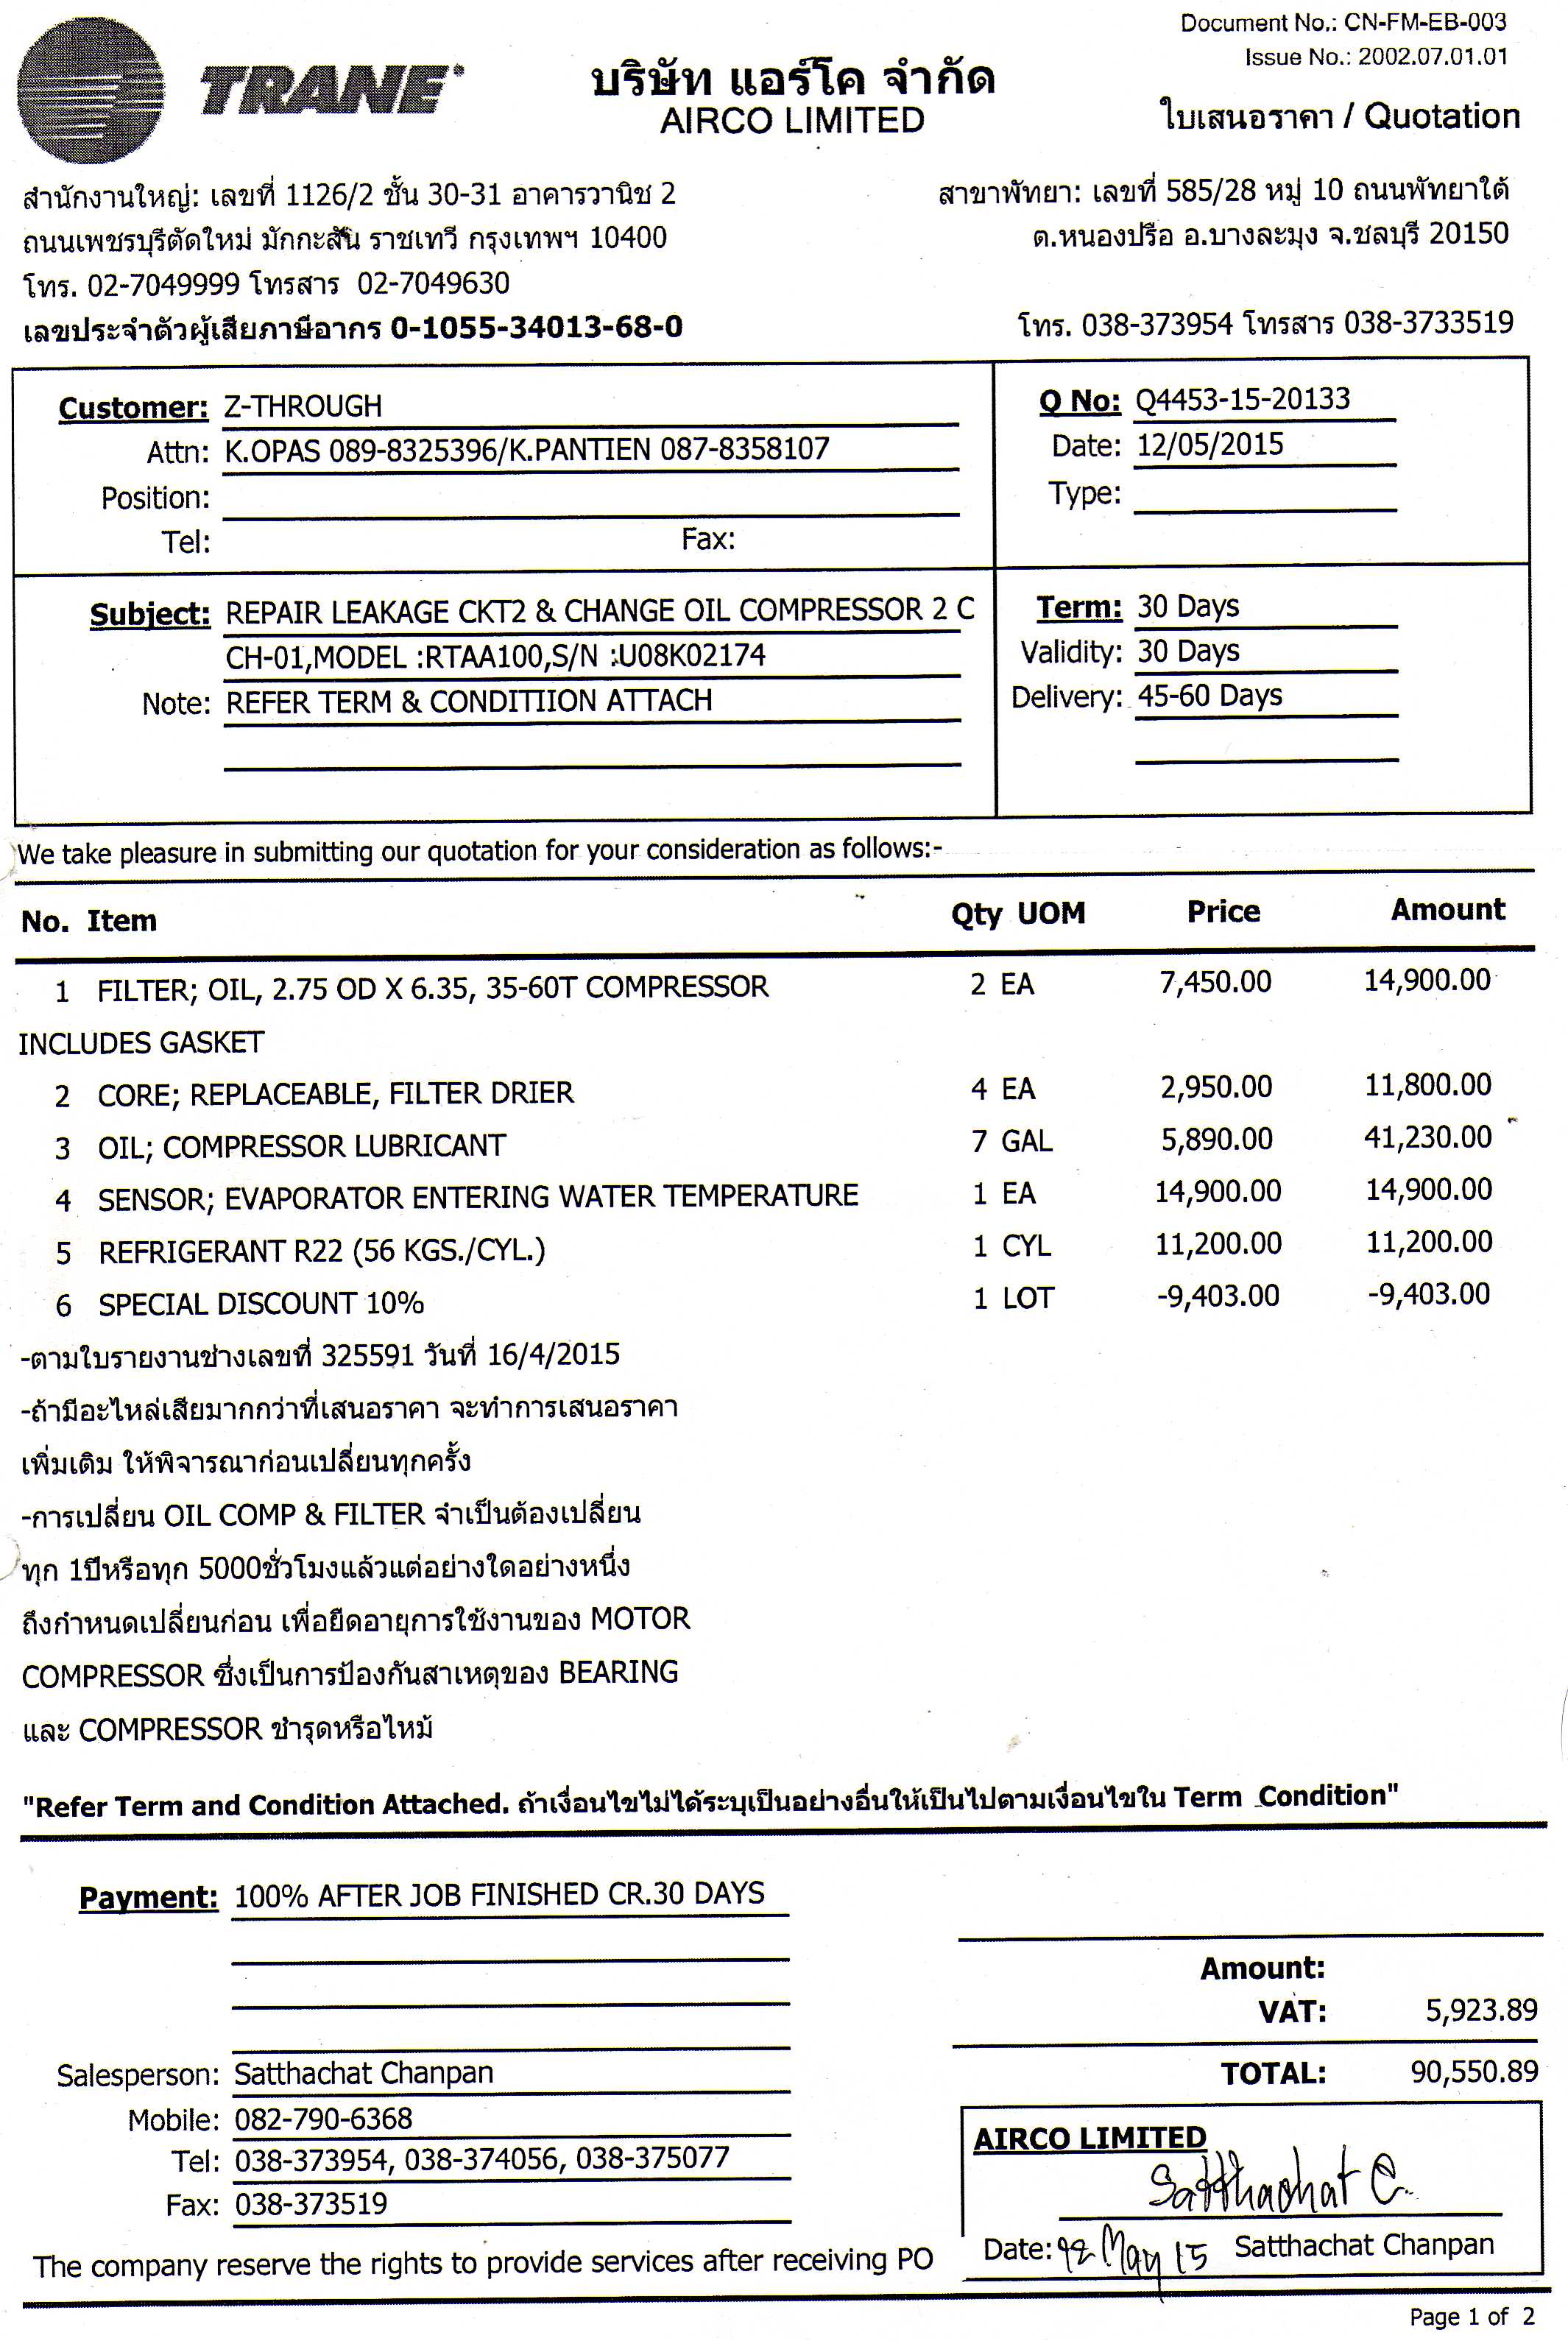 Document No.: CN-FM-EB-003
Issue No.: 2002.07.01.01
TRANE
บริษัท แอร์โค จำกัด
AIRCO LIMITED
ใบเสนอราคา / Quotation
สำนักงานใหญ่: เลขที่ 1126/2 ชั้น 30-31 อาคารวานิช 2
ถนนเพชรบุรีตัดใหม่ มักกะสัน ราชเทวี กรุงเทพฯ 10400
โทร. 02-7049999 โทรสาร 02-7049630
เลขประจำตัวผู้เสียภาษีอากร 0-1055-34013-68-0
สาขาพัทยา: เลขที่ 585/28 หมู่ 10 ถนนพัทยาใต้
ต.หนองปรือ อ.บางละมุง จ.ชลบุรี 20150
โทร. 038-373954 โทรสาร 038-3733519
Customer: Z-THROUGH
Attn: K.OPAS 089-8325396/K.PANTIEN 087-8358107
Position:
Tel: Fax:
Q No: Q4453-15-20133
Date: 12/05/2015
Type:
Subject: REPAIR LEAKAGE CKT2 & CHANGE OIL COMPRESSOR 2 C
CH-01,MODEL :RTAA100,S/N :U08K02174
Note: REFER TERM & CONDITIION ATTACH
Term: 30 Days
Validity: 30 Days
Delivery: 45-60 Days
We take pleasure in submitting our quotation for your consideration as follows:-
No. Item Qty UOM Price Amount
1 FILTER; OIL, 2.75 OD X 6.35, 35-60T COMPRESSOR 2 EA 7,450.00 14,900.00
INCLUDES GASKET
2 CORE; REPLACEABLE, FILTER DRIER 4 EA 2,950.00 11,800.00
3 OIL; COMPRESSOR LUBRICANT 7 GAL 5,890.00 41,230.00
4 SENSOR; EVAPORATOR ENTERING WATER TEMPERATURE 1 EA 14,900.00 14,900.00
5 REFRIGERANT R22 (56 KGS./CYL.) 1 CYL 11,200.00 11,200.00
6 SPECIAL DISCOUNT 10% 1 LOT -9,403.00 -9,403.00
-ตามใบรายงานช่างเลขที่ 325591 วันที่ 16/4/2015
-ถ้ามีอะไหล่เสียมากกว่าที่เสนอราคา จะทำการเสนอราคา
เพิ่มเติม ให้พิจารณาก่อนเปลี่ยนทุกครั้ง
-การเปลี่ยน OIL COMP & FILTER จำเป็นต้องเปลี่ยน
ทุก 1ปีหรือทุก 5000ชั่วโมงแล้วแต่อย่างใดอย่างหนึ่ง
ถึงกำหนดเปลี่ยนก่อน เพื่อยืดอายุการใช้งานของ MOTOR
COMPRESSOR ซึ่งเป็นการป้องกันสาเหตุของ BEARING
และ COMPRESSOR ชำรุดหรือไหม้
"Refer Term and Condition Attached. ถ้าเงื่อนไขไม่ได้ระบุเป็นอย่างอื่นให้เป็นไปตามเงื่อนไขใน Term _Condition"
Payment: 100% AFTER JOB FINISHED CR.30 DAYS
Amount:
VAT: 5,923.89
TOTAL: 90,550.89
Salesperson: Satthachat Chanpan
Mobile: 082-790-6368
Tel: 038-373954, 038-374056, 038-375077
Fax: 038-373519
AIRCO LIMITED
Satthachat C.
Date: 12 May 15 Satthachat Chanpan
The company reserve the rights to provide services after receiving PO
Page 1 of 2